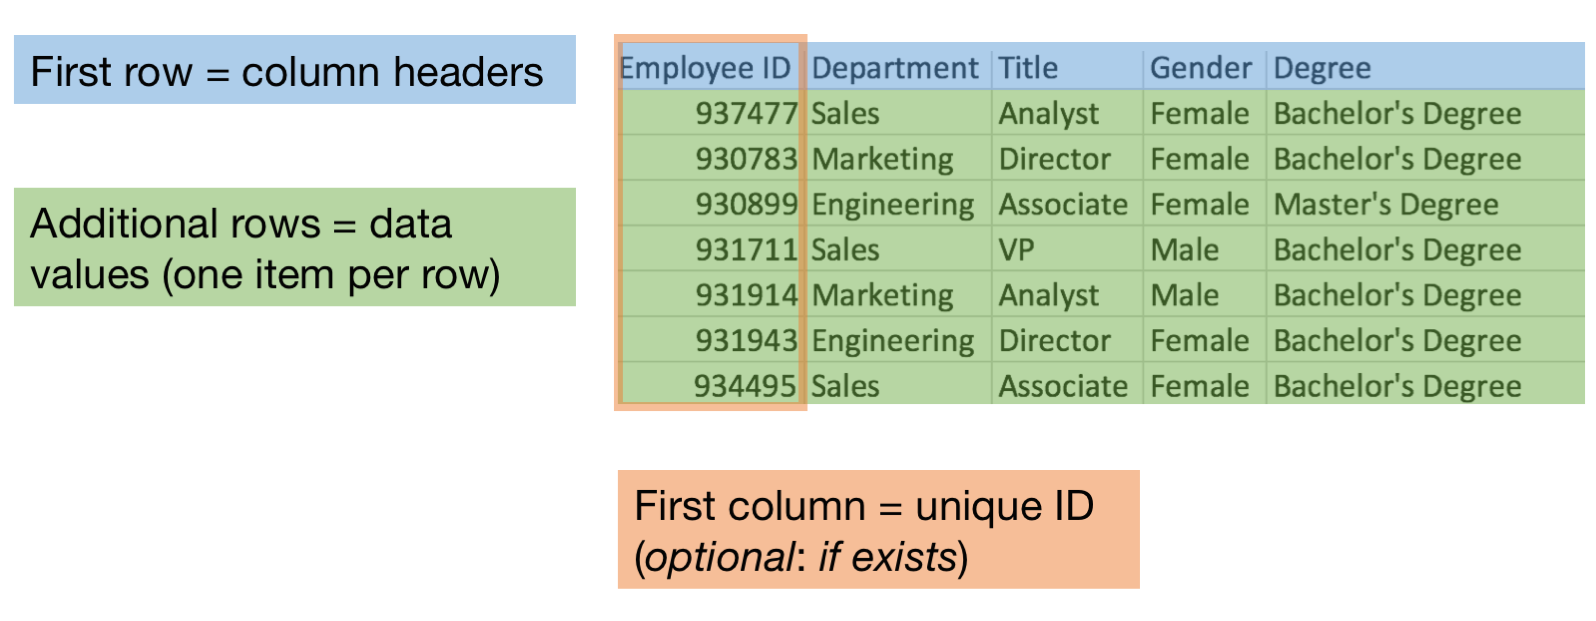 First row = column headers
Additional rows = data
values (one item per row)
Employee ID Department Title Gender Degree
937477 Sales Analyst Female Bachelor's Degree
930783 Marketing Director Female Bachelor's Degree
930899 Engineering Associate Female Master's Degree
931711 Sales VP Male Bachelor's Degree
931914 Marketing Analyst Male Bachelor's Degree
931943 Engineering Director Female Bachelor's Degree
934495 Sales Associate Female Bachelor's Degree
First column = unique ID
(optional: if exists)